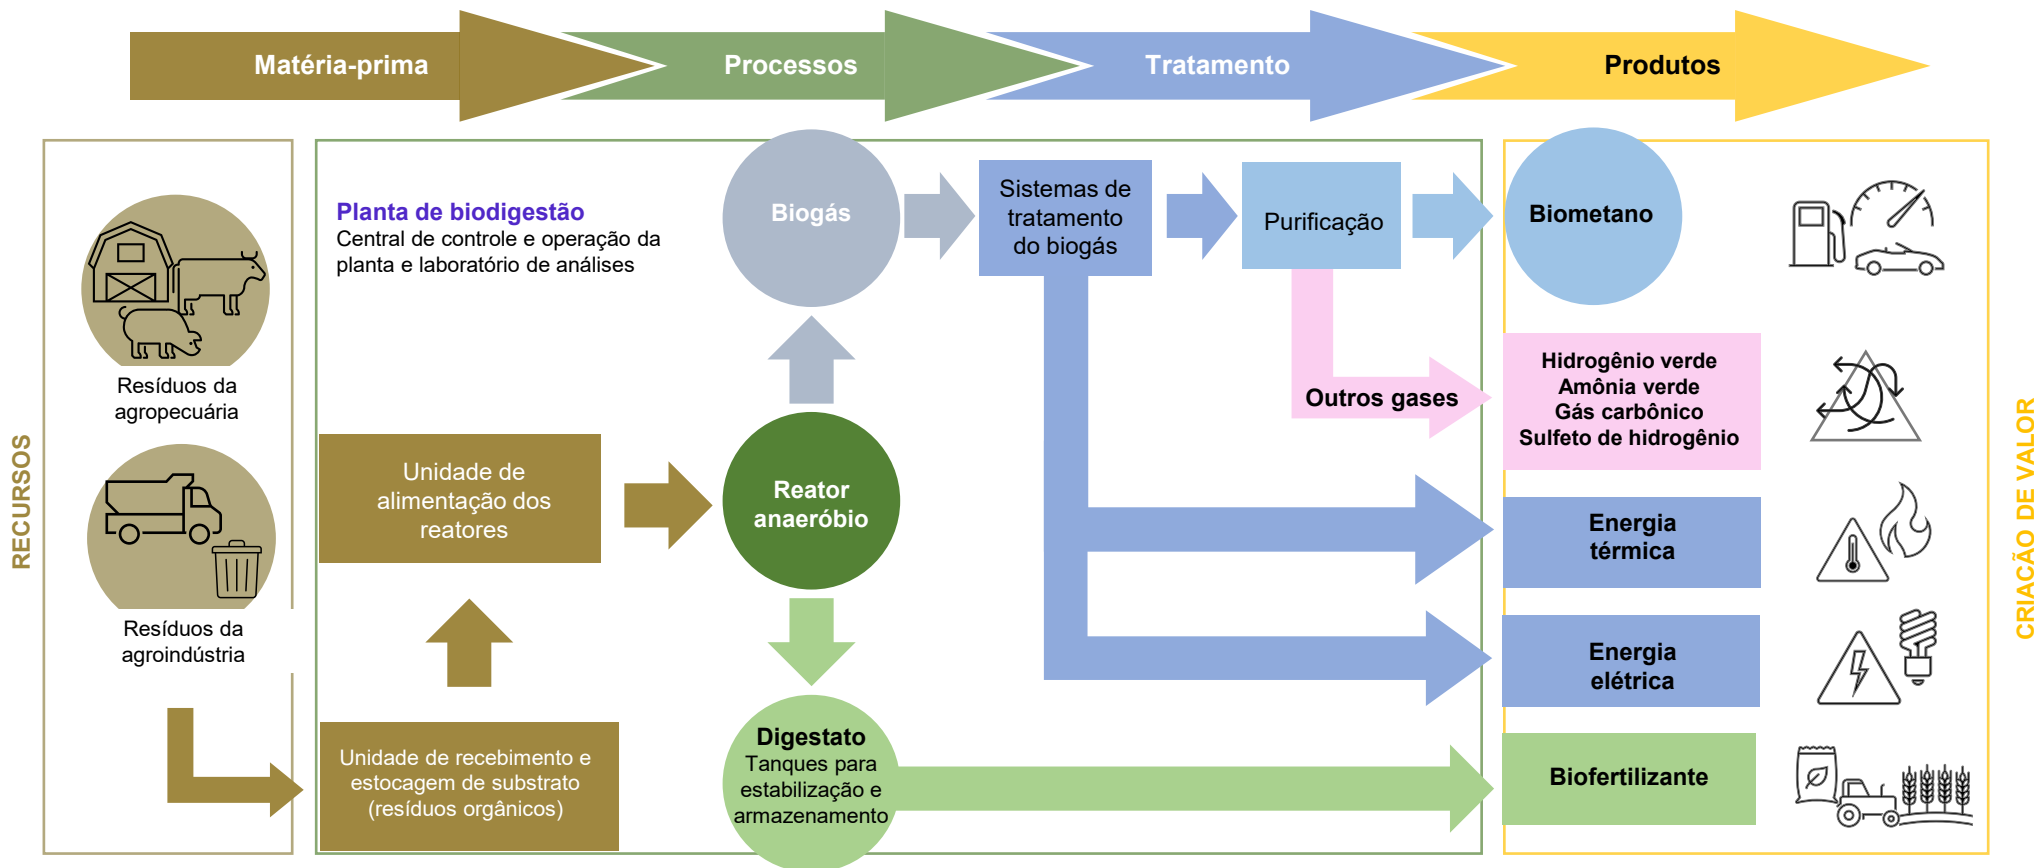 Matéria-prima
Processos
Tratamento
Produtos
RECURSOS
Resíduos da
agropecuária
Resíduos da
agroindústria
Planta de biodigestão
Central de controle e operação da
planta e laboratório de análises
Unidade de
alimentação dos
reatores
Unidade de recebimento e
estocagem de substrato
(resíduos orgânicos)
Biogás
Reator
anaeróbio
Digestato
Tanques para
estabilização e
armazenamento
Sistemas de
tratamento
do biogás
Purificação
Outros gases
Biometano
Hidrogênio verde
Amônia verde
Gás carbônico
Sulfeto de hidrogênio
Energia
térmica
Energia
elétrica
Biofertilizante
CRIAÇÃO DE VALOR